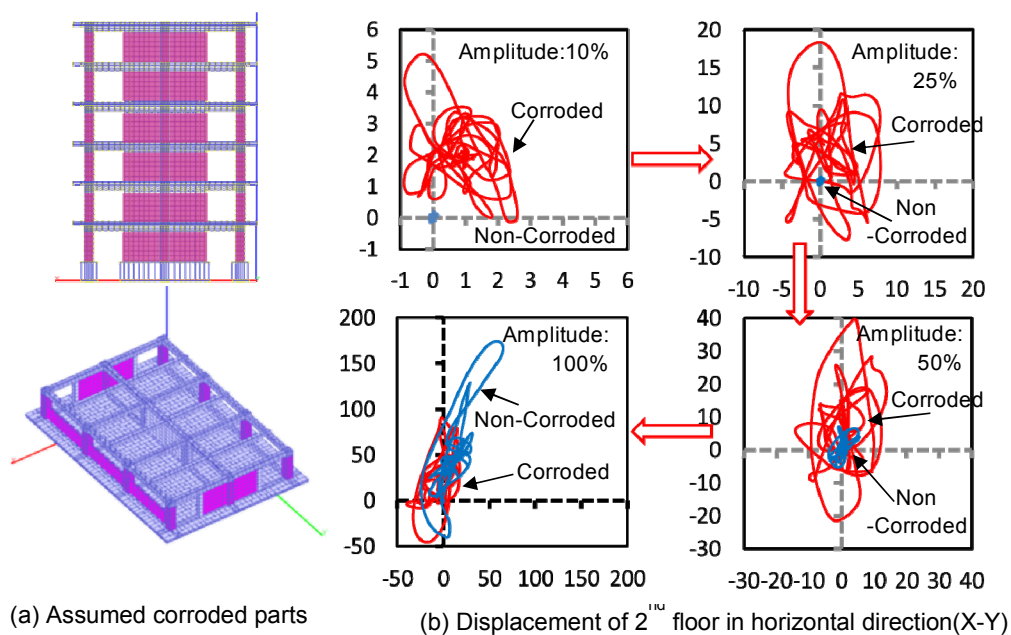 6
5
4
3
2
1
0
-1
-1 0 1 2 3 4 5 6
Amplitude:10%
Corroded
Non-Corroded
20
15
10
5
0
-5
-10
-10 -5 0 5 10 15 20
Amplitude:
25%
Corroded
Non
-Corroded
200
150
100
50
0
-50
-50 0 50 100 150 200
Amplitude:
100%
Non-Corroded
Corroded
40
30
20
10
0
-10
-20
-30
-30-20-10 0 10 20 30 40
Amplitude:
50%
Corroded
Non
-Corroded
(a) Assumed corroded parts
(b) Displacement of 2nd floor in horizontal direction(X-Y)